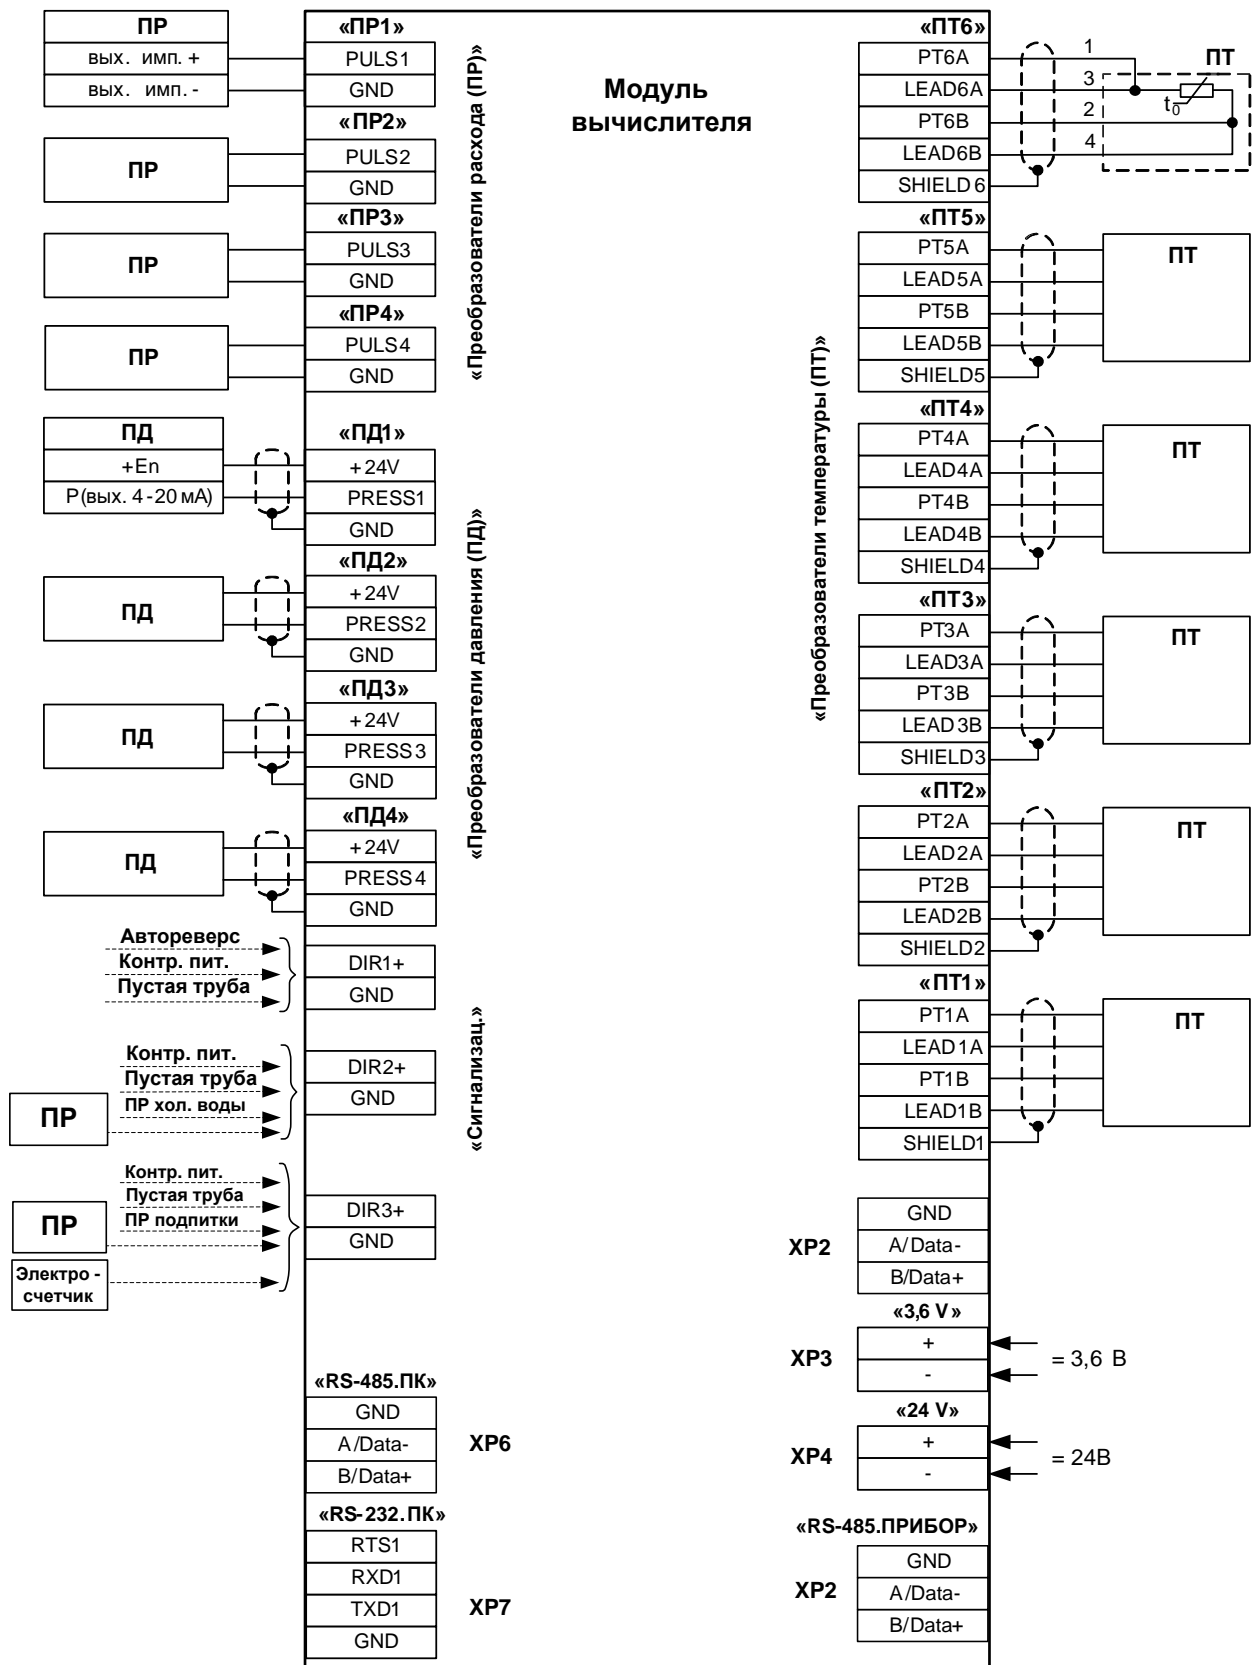 Модуль
вычислителя
ПР
вых. имп. +
вых. имп. -
«ПР1»
PULS1
GND
«ПР2»
ПР
PULS2
GND
«ПР3»
ПР
PULS3
GND
«ПР4»
ПР
PULS4
GND
«Преобразователи расхода (ПР)»
ПД
+En
P(вых. 4-20 мА)
«ПД1»
+24V
PRESS1
GND
«ПД2»
ПД
+24V
PRESS2
GND
«ПД3»
ПД
+24V
PRESS3
GND
«ПД4»
ПД
+24V
PRESS4
GND
«Преобразователи давления (ПД)»
Автореверс
Контр. пит.
Пустая труба
DIR1+
GND
Контр. пит.
Пустая труба
ПР хол. воды
ПР
DIR2+
GND
Контр. пит.
Пустая труба
ПР подпитки
ПР
Электро-
счетчик
DIR3+
GND
«Сигнализац.»
«RS-485.ПК»
GND
A/Data-
B/Data+
XP6
«RS-232.ПК»
RTS1
RXD1
TXD1
GND
XP7
«ПТ6»
PT6A
LEAD6A
PT6B
LEAD6B
SHIELD6
1
3
2
4
ПТ
t0
«ПТ5»
PT5A
LEAD5A
PT5B
LEAD5B
SHIELD5
ПТ
«ПТ4»
PT4A
LEAD4A
PT4B
LEAD4B
SHIELD4
ПТ
«ПТ3»
PT3A
LEAD3A
PT3B
LEAD3B
SHIELD3
ПТ
«ПТ2»
PT2A
LEAD2A
PT2B
LEAD2B
SHIELD2
ПТ
«ПТ1»
PT1A
LEAD1A
PT1B
LEAD1B
SHIELD1
ПТ
«Преобразователи температуры (ПТ)»
XP2
GND
A/Data-
B/Data+
«3,6 V»
XP3
+
-
= 3,6 В
«24 V»
XP4
+
-
= 24В
«RS-485.ПРИБОР»
XP2
GND
A/Data-
B/Data+